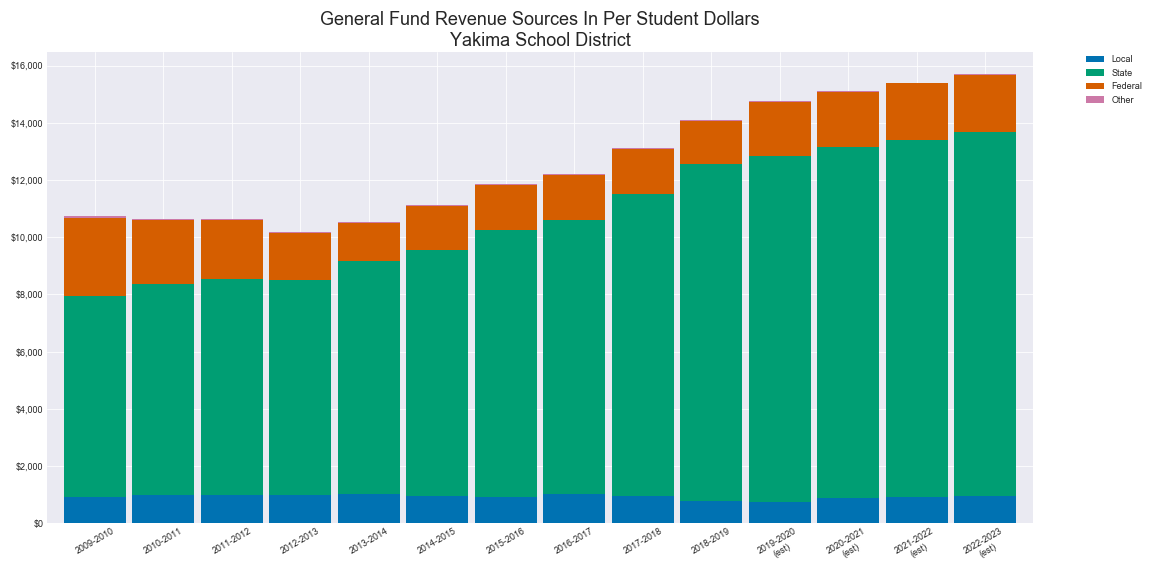 General Fund Revenue Sources In Per Student Dollars
Yakima School District
$16,000
$14,000
$12,000
$10,000
$8,000
$6,000
$4,000
$2,000
$0
2009-2010
2010-2011
2011-2012
2012-2013
2013-2014
2014-2015
2015-2016
2016-2017
2017-2018
2018-2019
2019-2020
(est)
2020-2021
(est)
2021-2022
(est)
2022-2023
(est)
Local
State
Federal
Other